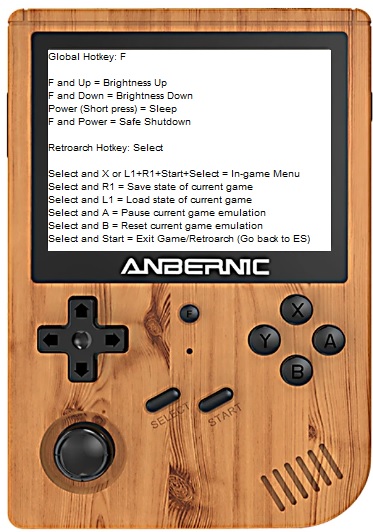 Global Hotkey: F
F and Up = Brightness Up
F and Down = Brightness Down
Power (Short press) = Sleep
F and Power = Safe Shutdown
Retroarch Hotkey: Select
Select and X or L1+R1+Start+Select = In-game Menu
Select and R1 = Save state of current game
Select and L1 = Load state of current game
Select and A = Pause current game emulation
Select and B = Reset current game emulation
Select and Start = Exit Game/Retroarch (Go back to ES)
ANBERNIC
F
X
Y
A
B
SELECT
START